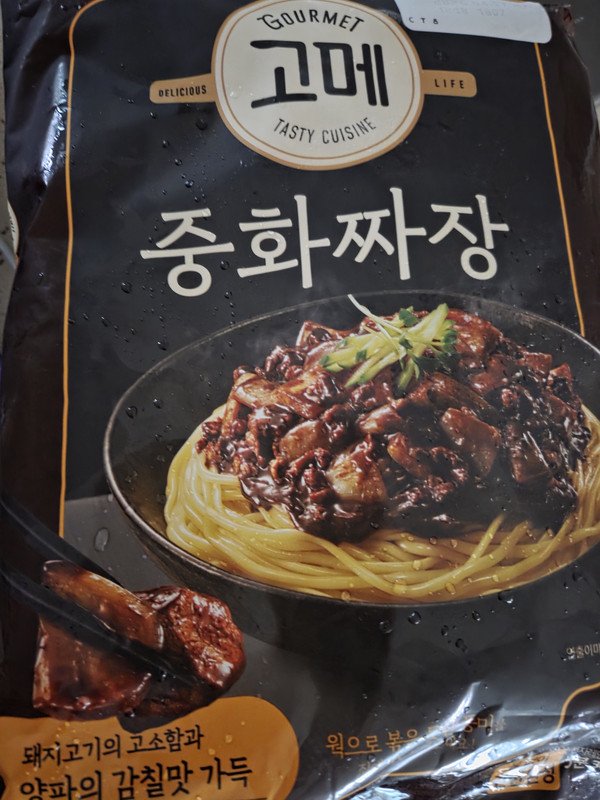 CT8
GOURMET
DELICIOUS 고메 LIFE
TASTY CUISINE
중화짜장
돼지고기의 고소함과
양파의 감칠맛 가득
웍으로 볶은